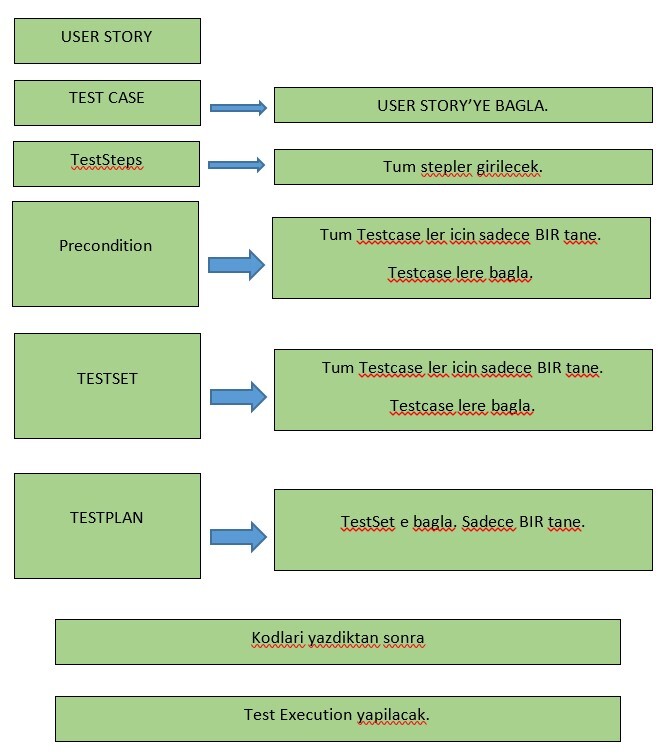 USER STORY
TEST CASE
USER STORY’YE BAGLA.
TestSteps
Tum stepler girilecek.
Precondition
Tum Testcase ler icin sadece BIR tane.
Testcase lere bagla.
TESTSET
Tum Testcase ler icin sadece BIR tane.
Testcase lere bagla.
TESTPLAN
TestSet e bagla. Sadece BIR tane.
Kodlari yazdiktan sonra
Test Execution yapilacak.